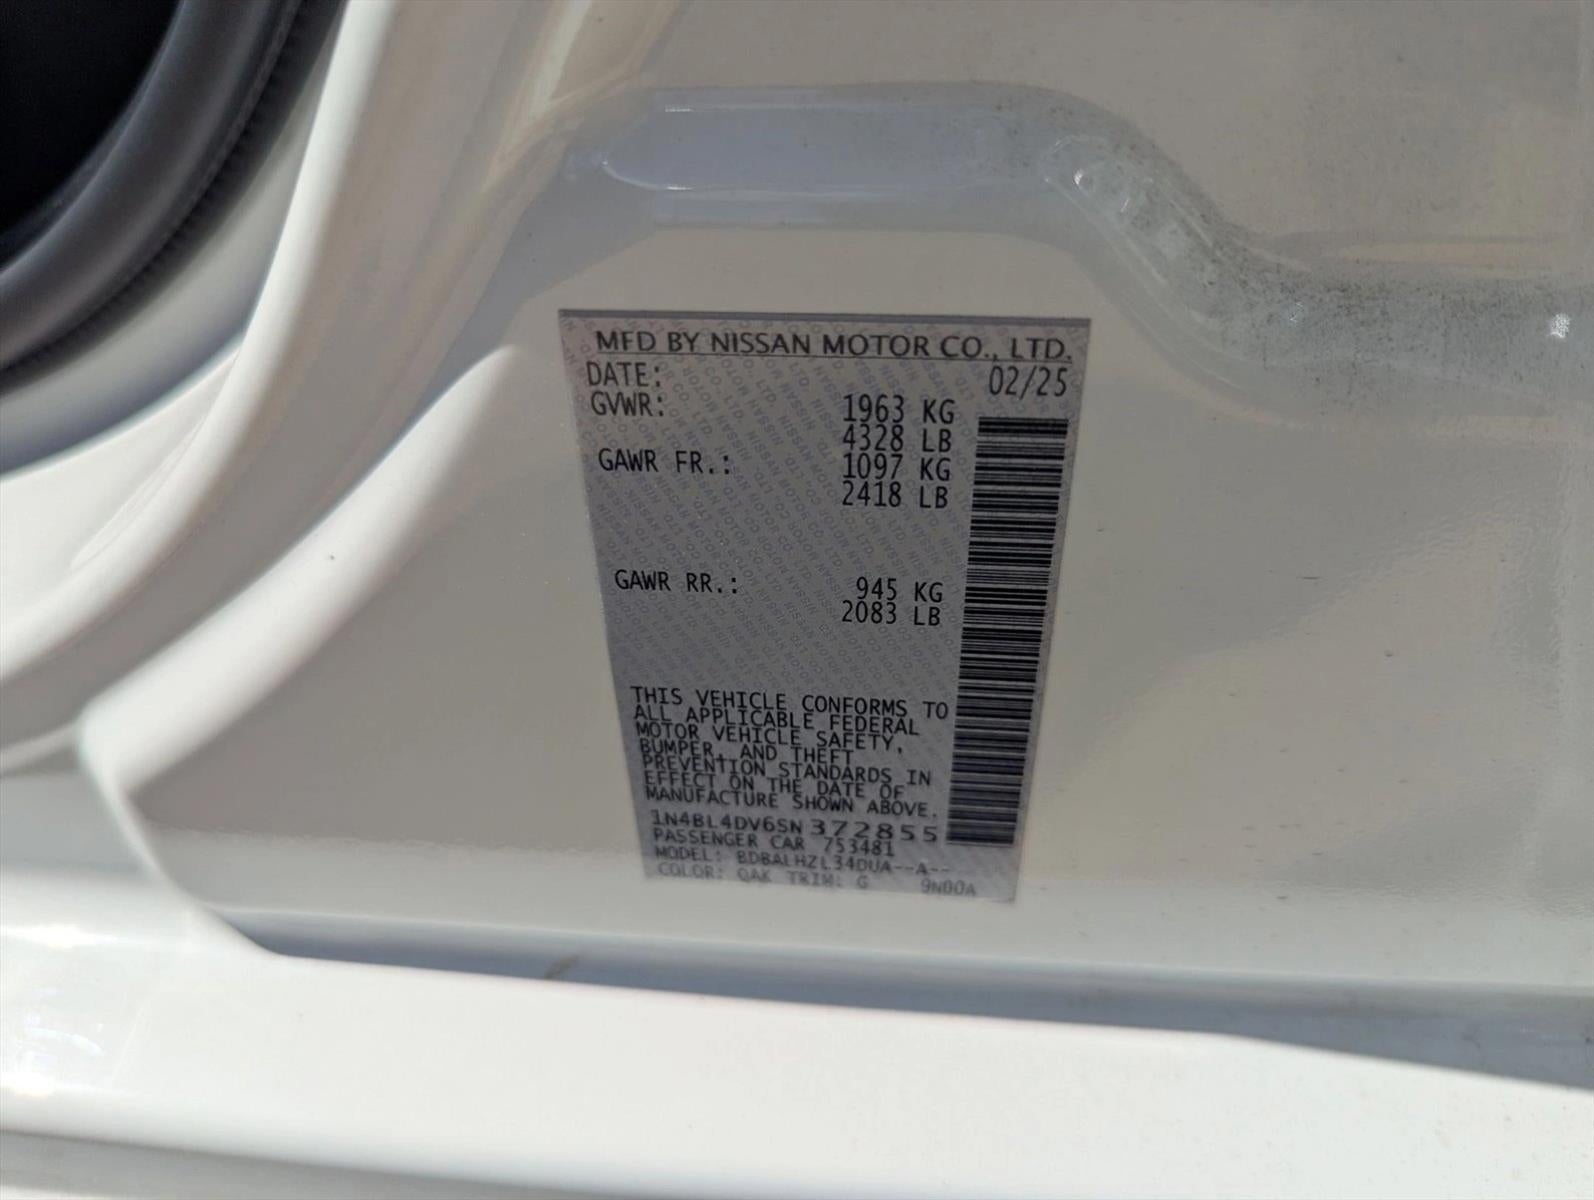 MFD BY NISSAN MOTOR CO., LTD.
DATE: 02/25
GVWR: 1963 KG
4328 LB
GAWR FR.: 1097 KG
2418 LB
GAWR RR.: 945 KG
2083 LB
THIS VEHICLE CONFORMS TO
ALL APPLICABLE FEDERAL
MOTOR VEHICLE SAFETY,
BUMPER, AND THEFT
PREVENTION STANDARDS IN
EFFECT ON THE DATE OF
MANUFACTURE SHOWN ABOVE.
1N4BL4DV6SN372855
PASSENGER CAR 753481
MODEL: BDBALHZL34DUA--A--
COLOR: QAK TRIM: G 9N00A